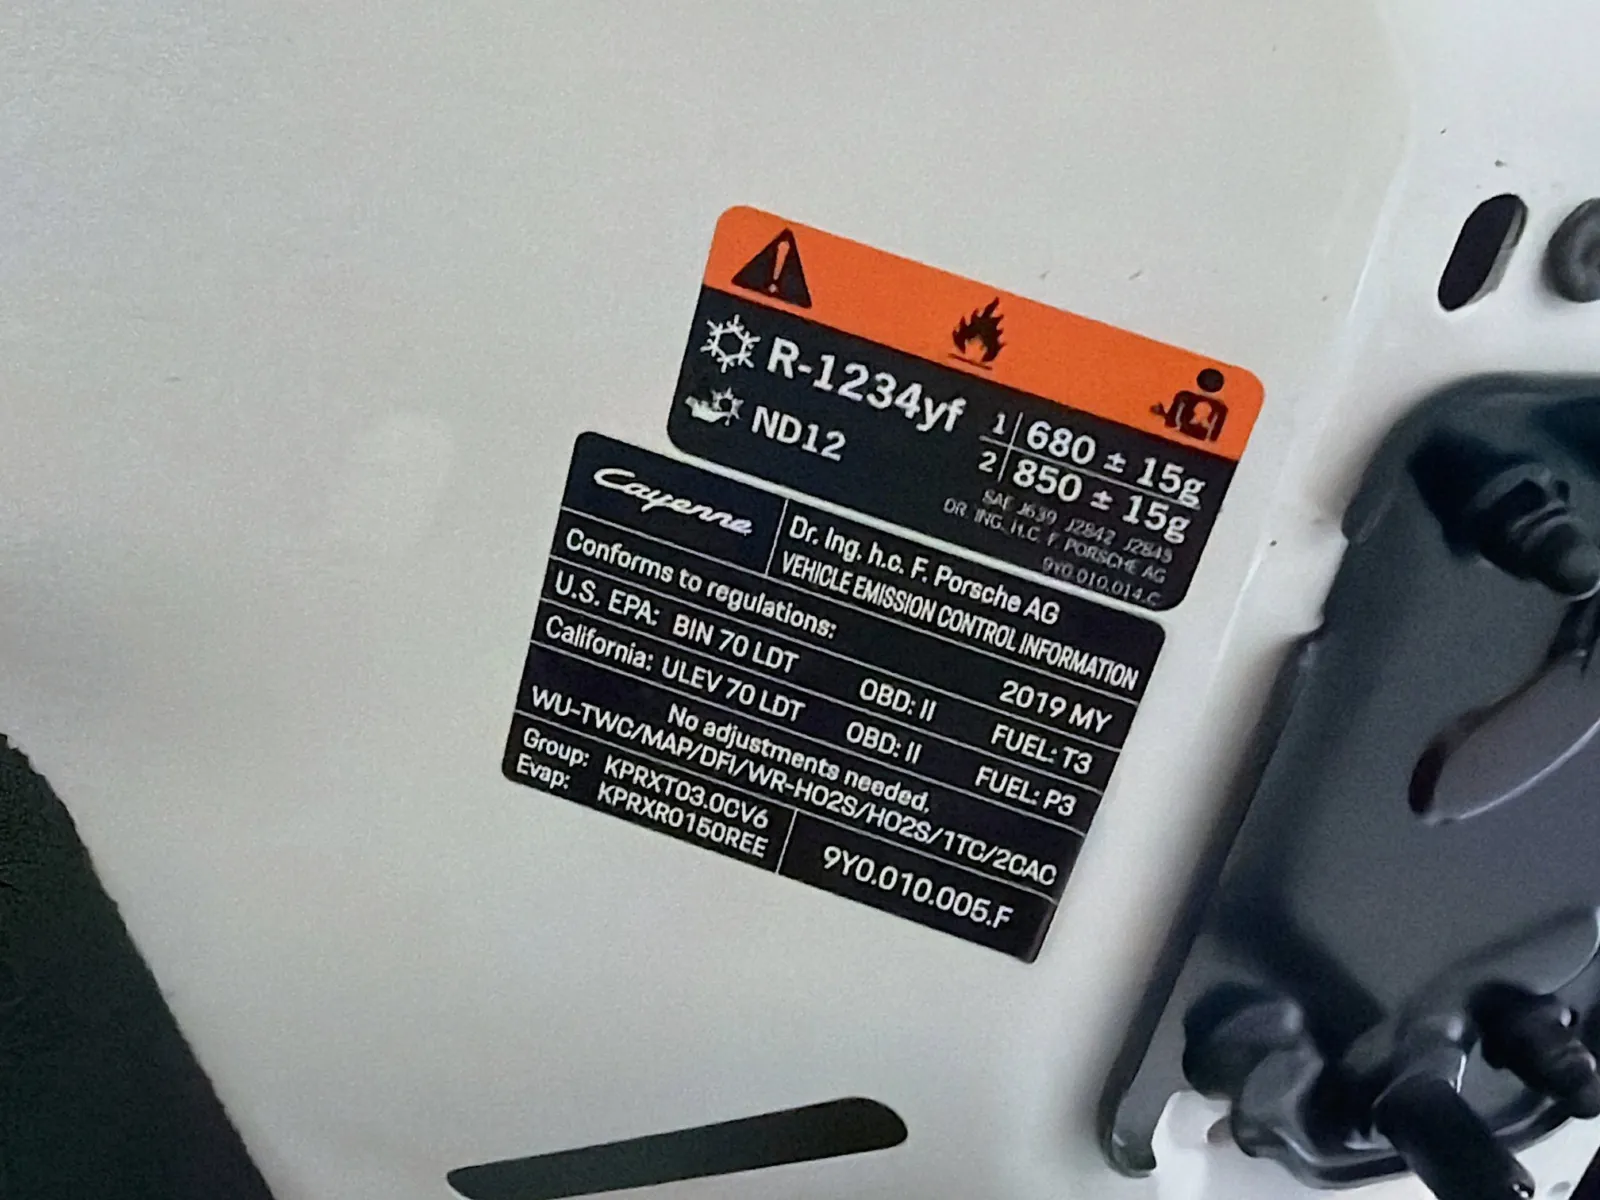 R-1234yf
1 680 ± 15g
ND12
2 850 ± 15g
SAE J639 J2842 J2845
DR. ING. H.C. F. PORSCHE AG
9Y0.010.014.C
Cayenne
Dr. Ing. h.c. F. Porsche AG
VEHICLE EMISSION CONTROL INFORMATION
Conforms to regulations: 2019 MY
U.S. EPA: BIN 70 LDT OBD: II FUEL: T3
California: ULEV 70 LDT OBD: II FUEL: P3
No adjustments needed.
WU-TWC/MAP/DFI/WR-HO2S/HO2S/1TC/2CAC
Group: KPRXT03.0CV6
Evap: KPRXR0150REE
9Y0.010.005.F